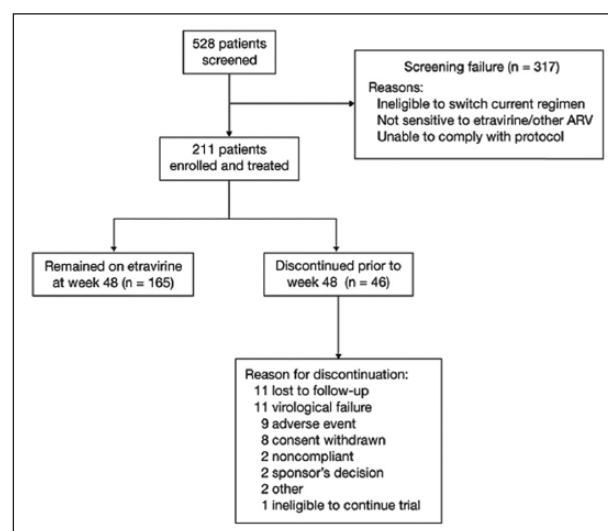 528 patients
screened
Screening failure (n = 317)
Reasons:
Ineligible to switch current regimen
Not sensitive to etravirine/other ARV
Unable to comply with protocol
211 patients
enrolled and treated
Remained on etravirine
at week 48 (n = 165)
Discontinued prior to
week 48 (n = 46)
Reason for discontinuation:
11 lost to follow-up
11 virological failure
9 adverse event
8 consent withdrawn
2 noncompliant
2 sponsor's decision
2 other
1 ineligible to continue trial